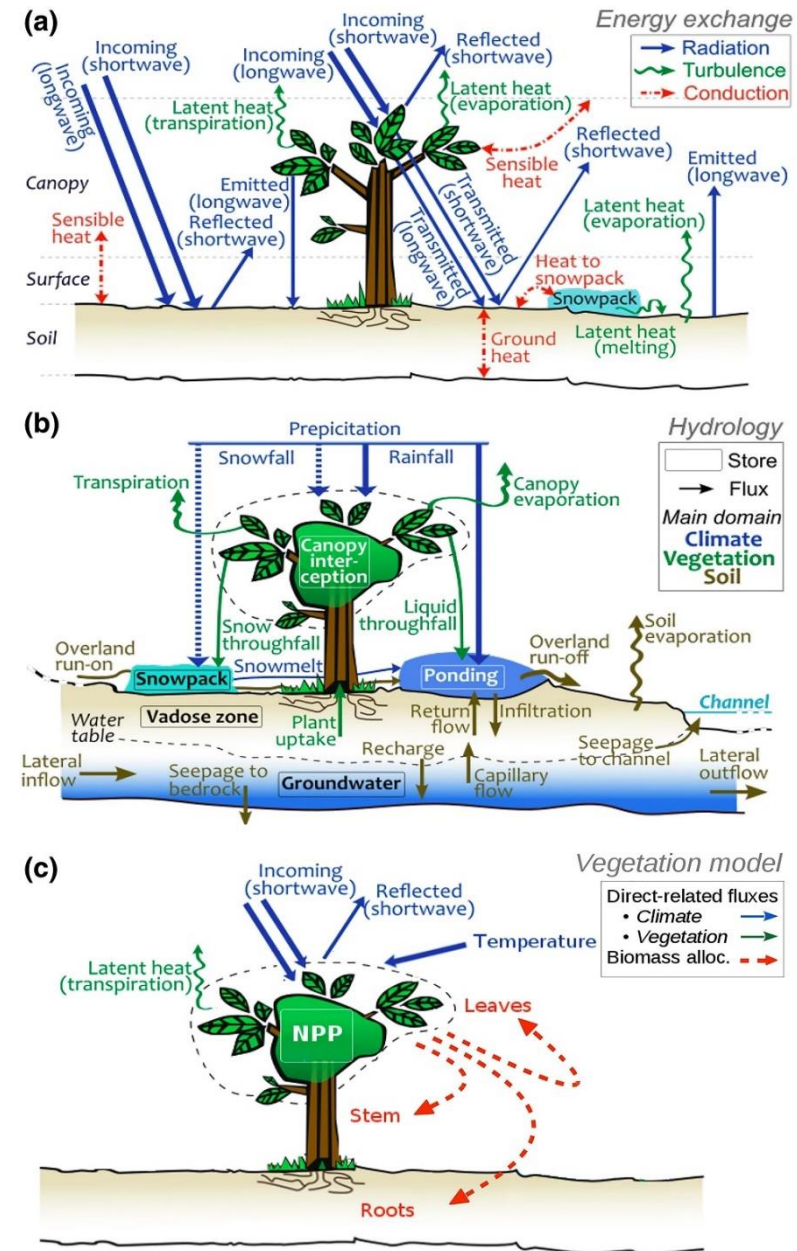 (a)
Energy exchange
Radiation
Turbulence
Conduction
Incoming
(longwave)
Incoming
(shortwave)
Incoming
(longwave)
Incoming
(shortwave)
Reflected
(shortwave)
Latent heat
(transpiration)
Latent heat
(evaporation)
Sensible
heat
Reflected
(shortwave)
Emitted
(longwave)
Canopy
Emitted
(longwave)
Reflected
(shortwave)
Transmitted
(longwave)
Transmitted
(shortwave)
Latent heat
(evaporation)
Sensible
heat
Surface
Heat to
snowpack
Snowpack
Soil
Ground
heat
Latent heat
(melting)
(b)
Hydrology
Store
Flux
Main domain
Climate
Vegetation
Soil
Prepicitation
Snowfall
Rainfall
Transpiration
Canopy
evaporation
Canopy
inter-
ception
Snow
throughfall
Liquid
throughfall
Soil
evaporation
Overland
run-on
Snowpack
Snowmelt
Ponding
Overland
run-off
Channel
Water
table
Vadose zone
Plant
uptake
Return
flow
Infiltration
Recharge
Seepage
to channel
Lateral
inflow
Seepage to
bedrock
Groundwater
Capillary
flow
Lateral
outflow
(c)
Vegetation model
Direct-related fluxes
• Climate
• Vegetation
Biomass alloc.
Incoming
(shortwave)
Reflected
(shortwave)
Temperature
Latent heat
(transpiration)
NPP
Leaves
Stem
Roots